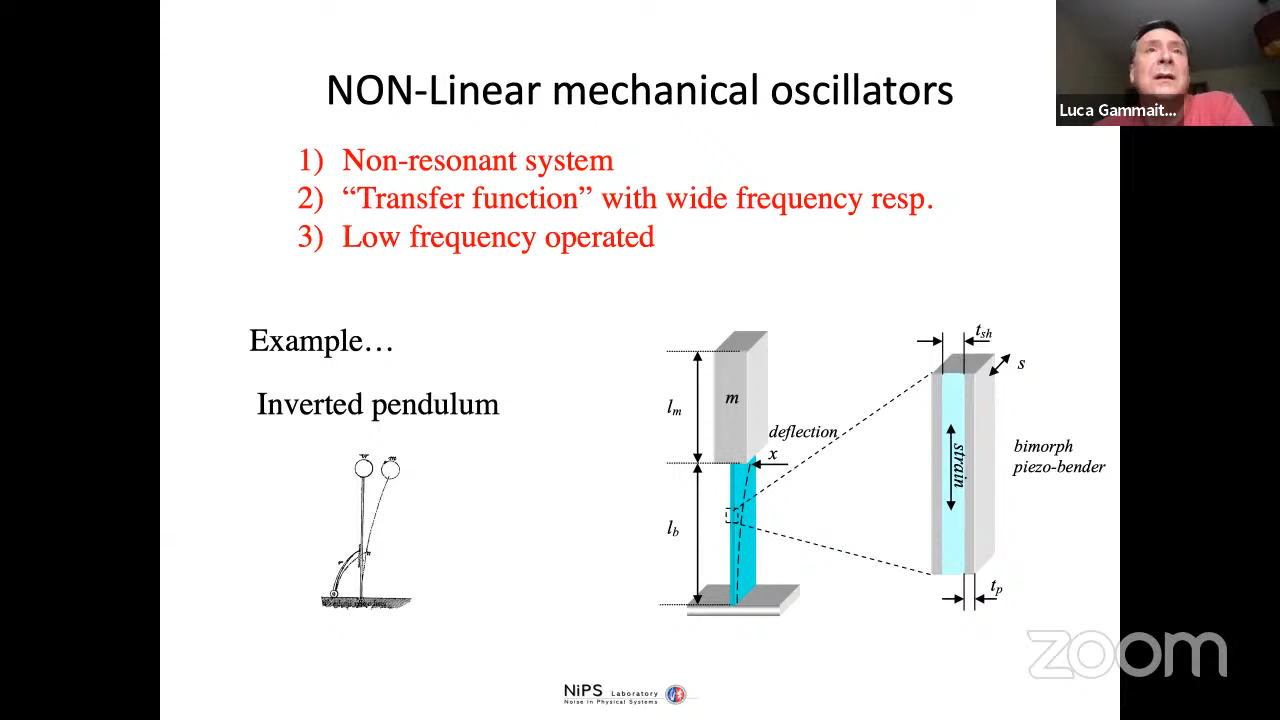 NON-Linear mechanical oscillators
Luca Gammait...
1) Non-resonant system
2) “Transfer function” with wide frequency resp.
3) Low frequency operated
Example…
Inverted pendulum
l_m
m
deflection
x
l_b
t_sh
s
strain
bimorph
piezo-bender
t_p
zoom
NiPS Laboratory
Noise in Physical Systems